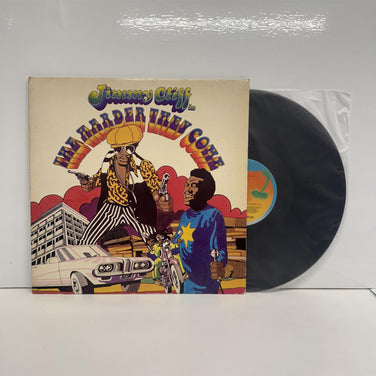 Jimmy Cliff
in
THE HARDER THEY COME